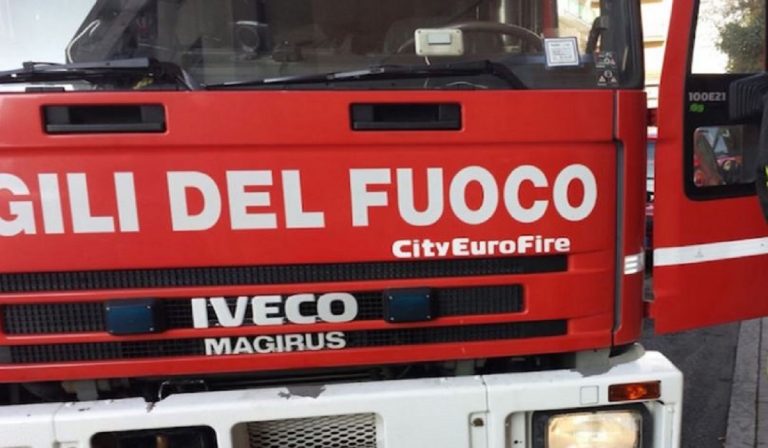 GILI DEL FUOCO
CityEuroFire
IVECO
MAGIRUS
100E21